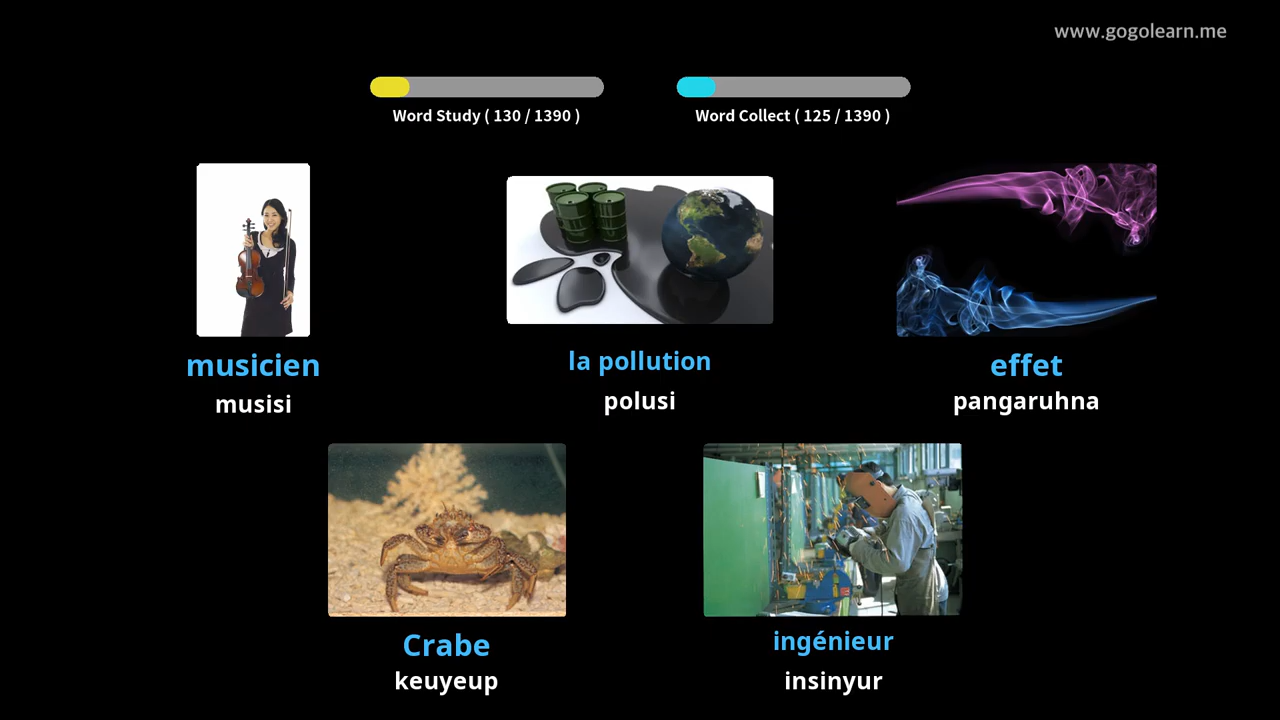 www.gogolearn.me
Word Study ( 130 / 1390 )
Word Collect ( 125 / 1390 )
musicien
musisi
la pollution
polusi
effet
pangaruhna
Crabe
keuyeup
ingénieur
insinyur